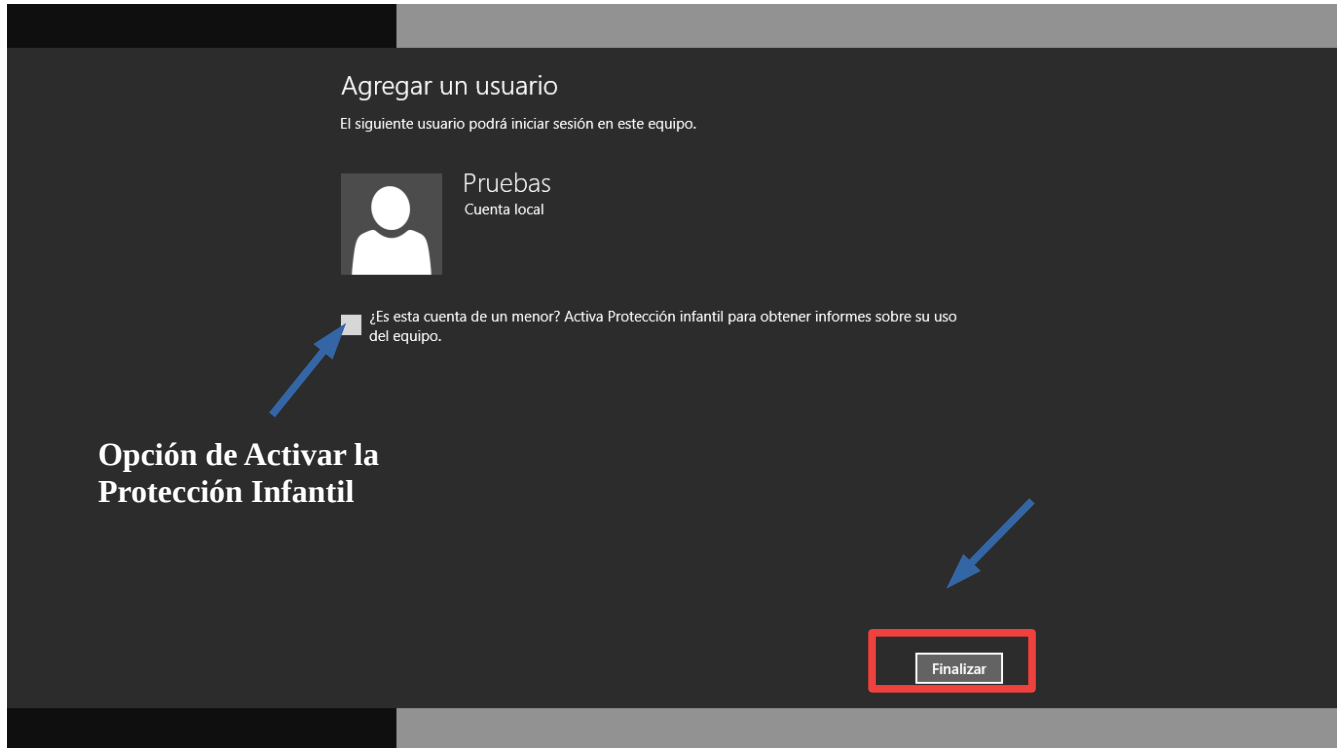 Agregar un usuario
El siguiente usuario podrá iniciar sesión en este equipo.
Pruebas
Cuenta local
¿Es esta cuenta de un menor? Activa Protección infantil para obtener informes sobre su uso
del equipo.
Opción de Activar la
Protección Infantil
Finalizar